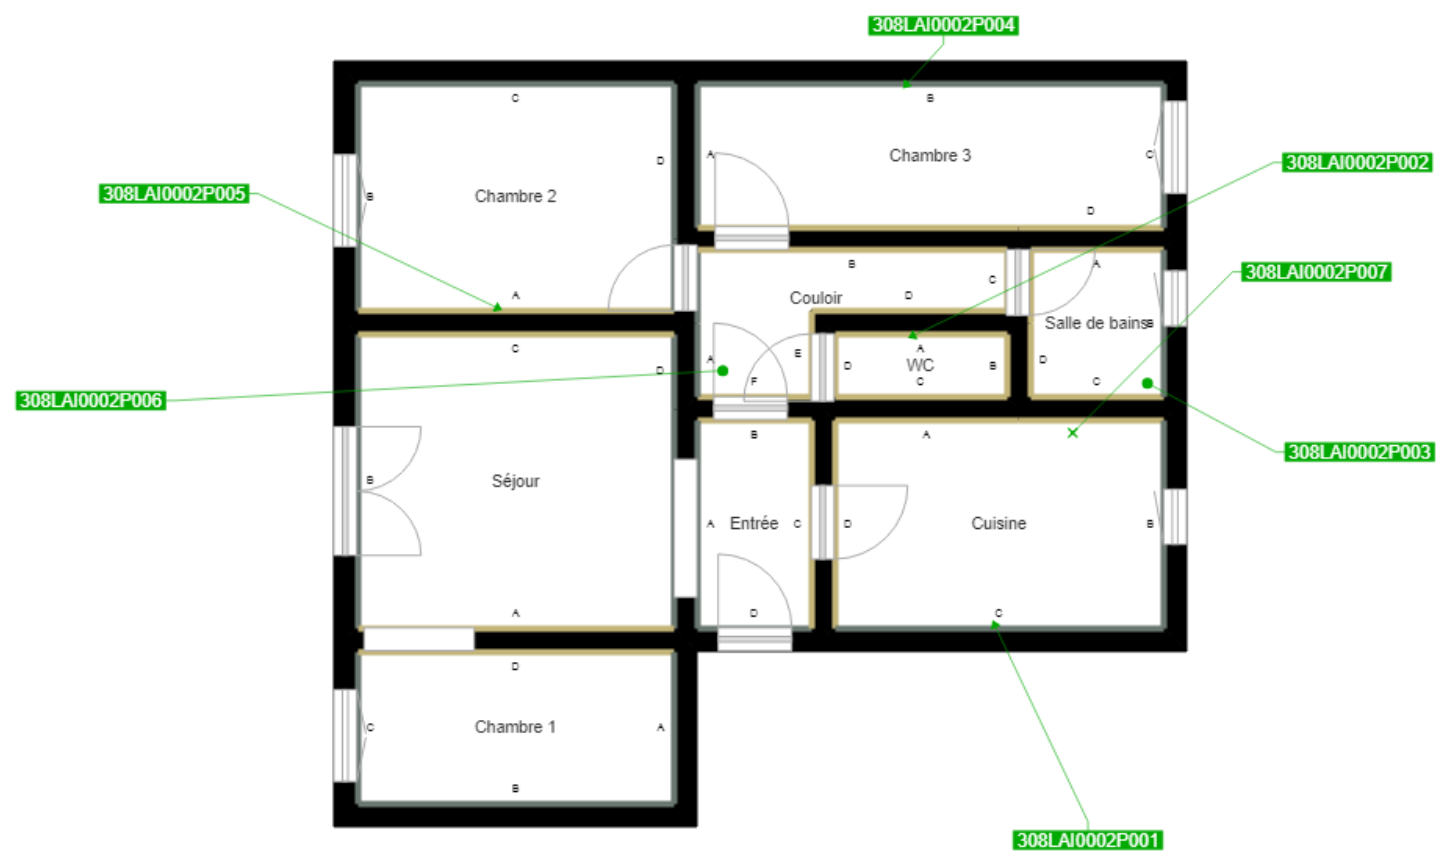 308LAI0002P004
C
B
A
Chambre 3
C
D
308LAI0002P002
B
Chambre 2
D
A
308LAI0002P005
D
B
C
A
Couloir
D
Salle de bains
B
308LAI0002P007
C
D
A
E
F
D
A
WC
B
C
D
C
308LAI0002P006
308LAI0002P003
B
Séjour
A
B
A
Entrée
C
D
A
D
Cuisine
B
C
D
C
Chambre 1
A
B
308LAI0002P001